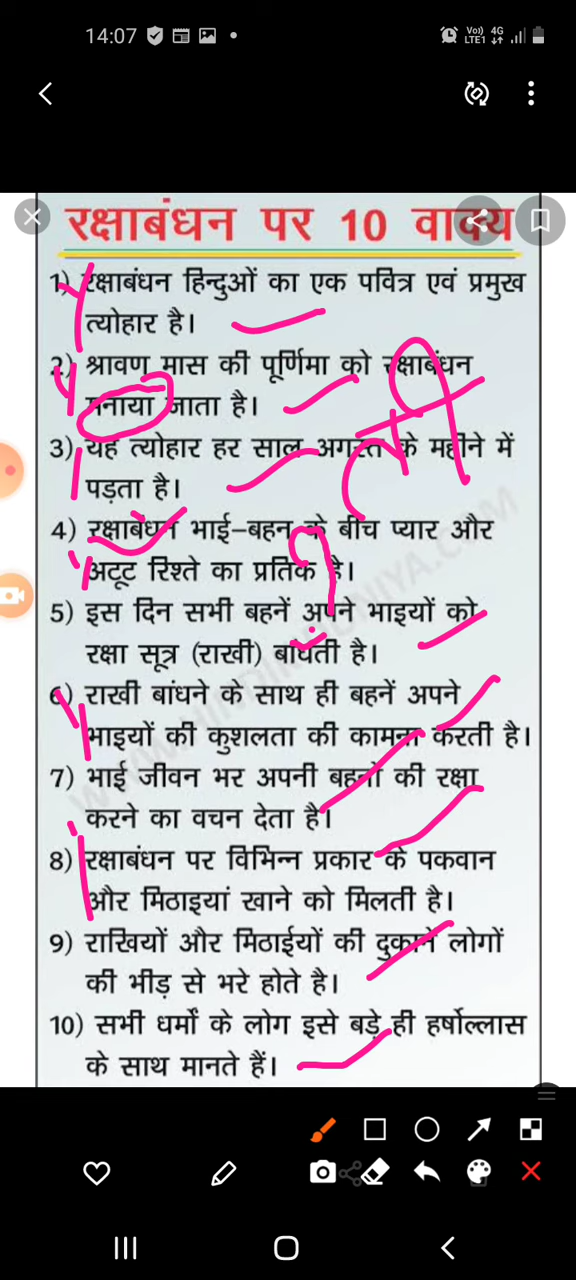 14:07
Vo)) 4G
LTE1
रक्षाबंधन पर 10 वाक्य
1) रक्षाबंधन हिन्दुओं का एक पवित्र एवं प्रमुख
त्योहार है।
2) श्रावण मास की पूर्णिमा को रक्षाबंधन
मनाया जाता है।
3) यह त्योहार हर साल अगस्त के महीने में
पड़ता है।
4) रक्षाबंधन भाई-बहन के बीच प्यार और
अटूट रिश्ते का प्रतिक है।
5) इस दिन सभी बहनें अपने भाइयों को
रक्षा सूत्र (राखी) बांधती है।
6) राखी बांधने के साथ ही बहनें अपने
भाइयों की कुशलता की कामना करती है।
7) भाई जीवन भर अपनी बहनों की रक्षा
करने का वचन देता है।
8) रक्षाबंधन पर विभिन्न प्रकार के पकवान
और मिठाइयां खाने को मिलती है।
9) राखियों और मिठाईयों की दुकाने लोगों
की भीड़ से भरे होते है।
10) सभी धर्मों के लोग इसे बड़े ही हर्षोल्लास
के साथ मानते हैं।